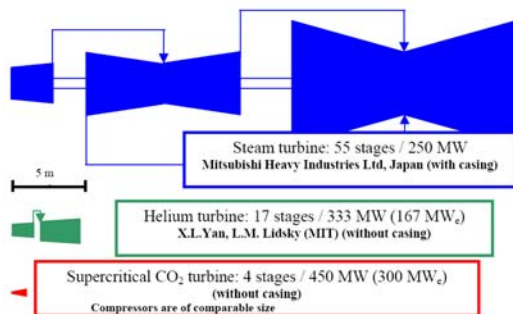 Steam turbine: 55 stages / 250 MW
Mitsubishi Heavy Industries Ltd, Japan (with casing)
5 m
Helium turbine: 17 stages / 333 MW (167 MWe)
X.L.Yan, L.M. Lidsky (MIT) (without casing)
Supercritical CO2 turbine: 4 stages / 450 MW (300 MWe)
(without casing)
Compressors are of comparable size